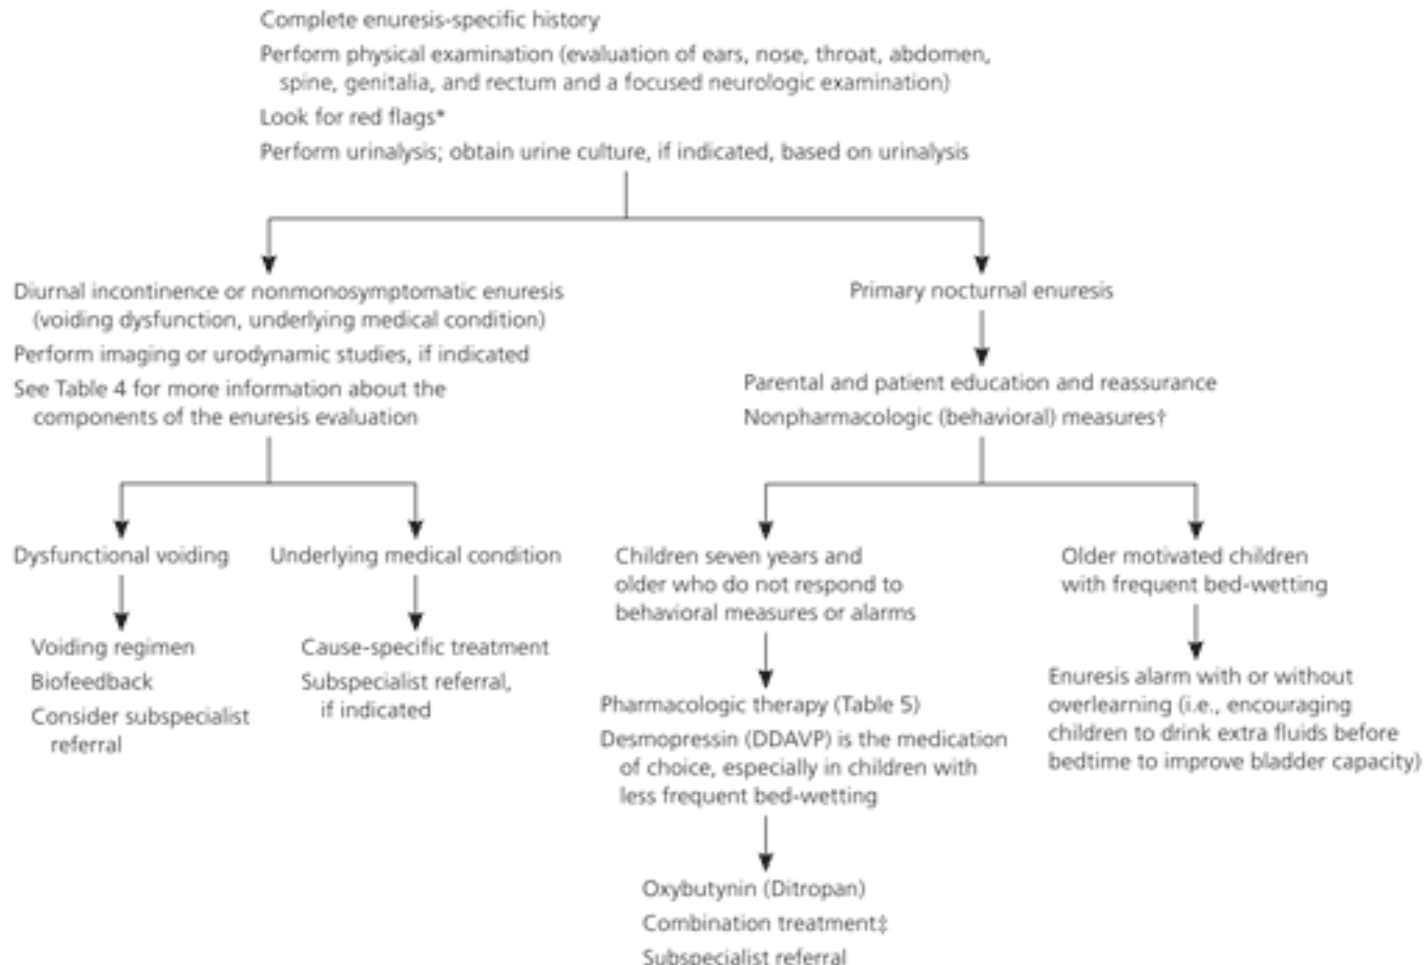 Complete enuresis-specific history
Perform physical examination (evaluation of ears, nose, throat, abdomen,
spine, genitalia, and rectum and a focused neurologic examination)
Look for red flags*
Perform urinalysis; obtain urine culture, if indicated, based on urinalysis
Diurnal incontinence or nonmonosymptomatic enuresis
(voiding dysfunction, underlying medical condition)
Perform imaging or urodynamic studies, if indicated
See Table 4 for more information about the
components of the enuresis evaluation
Primary nocturnal enuresis
Parental and patient education and reassurance
Nonpharmacologic (behavioral) measures†
Dysfunctional voiding
Voiding regimen
Biofeedback
Consider subspecialist
referral
Underlying medical condition
Cause-specific treatment
Subspecialist referral,
if indicated
Children seven years and
older who do not respond to
behavioral measures or alarms
Pharmacologic therapy (Table 5)
Desmopressin (DDAVP) is the medication
of choice, especially in children with
less frequent bed-wetting
Oxybutynin (Ditropan)
Combination treatment‡
Subspecialist referral
Older motivated children
with frequent bed-wetting
Enuresis alarm with or without
overlearning (i.e., encouraging
children to drink extra fluids before
bedtime to improve bladder capacity)